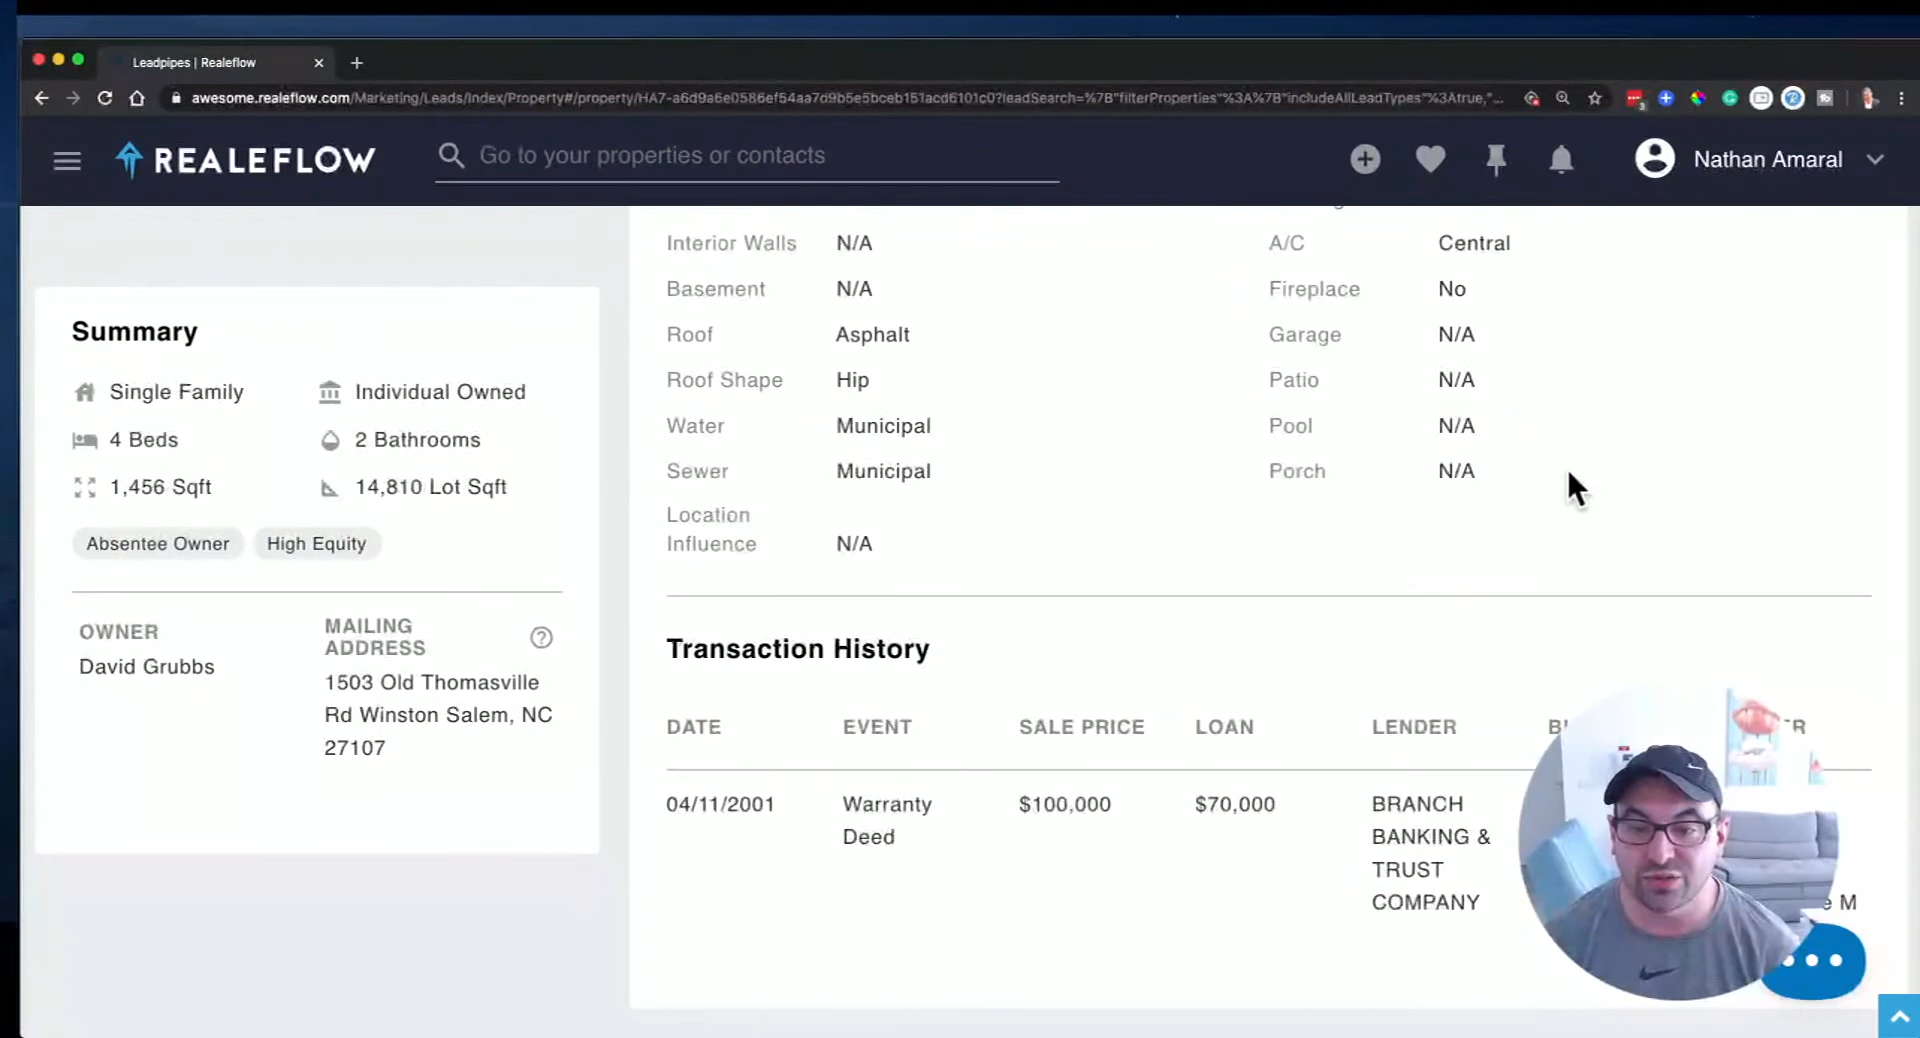 Leadpipes | Realeflow
awesome.realeflow.com/Marketing/Leads/Index/Property#/property/HA7-a6d9a6e0586ef54aa7d9b5e5bceb151acd6101c0?leadSearch=%7B"filterProperties"%3A%7B"includeAllLeadTypes"%3Atrue,"...
REALEFLOW
Go to your properties or contacts
Nathan Amaral
Summary
Single Family
Individual Owned
4 Beds
2 Bathrooms
1,456 Sqft
14,810 Lot Sqft
Absentee Owner
High Equity
OWNER
David Grubbs
MAILING
ADDRESS
1503 Old Thomasville
Rd Winston Salem, NC
27107
Interior Walls N/A
A/C Central
Basement N/A
Fireplace No
Roof Asphalt
Garage N/A
Roof Shape Hip
Patio N/A
Water Municipal
Pool N/A
Sewer Municipal
Porch N/A
Location
Influence N/A
Transaction History
DATE EVENT SALE PRICE LOAN LENDER
04/11/2001 Warranty Deed $100,000 $70,000 BRANCH
BANKING &
TRUST
COMPANY